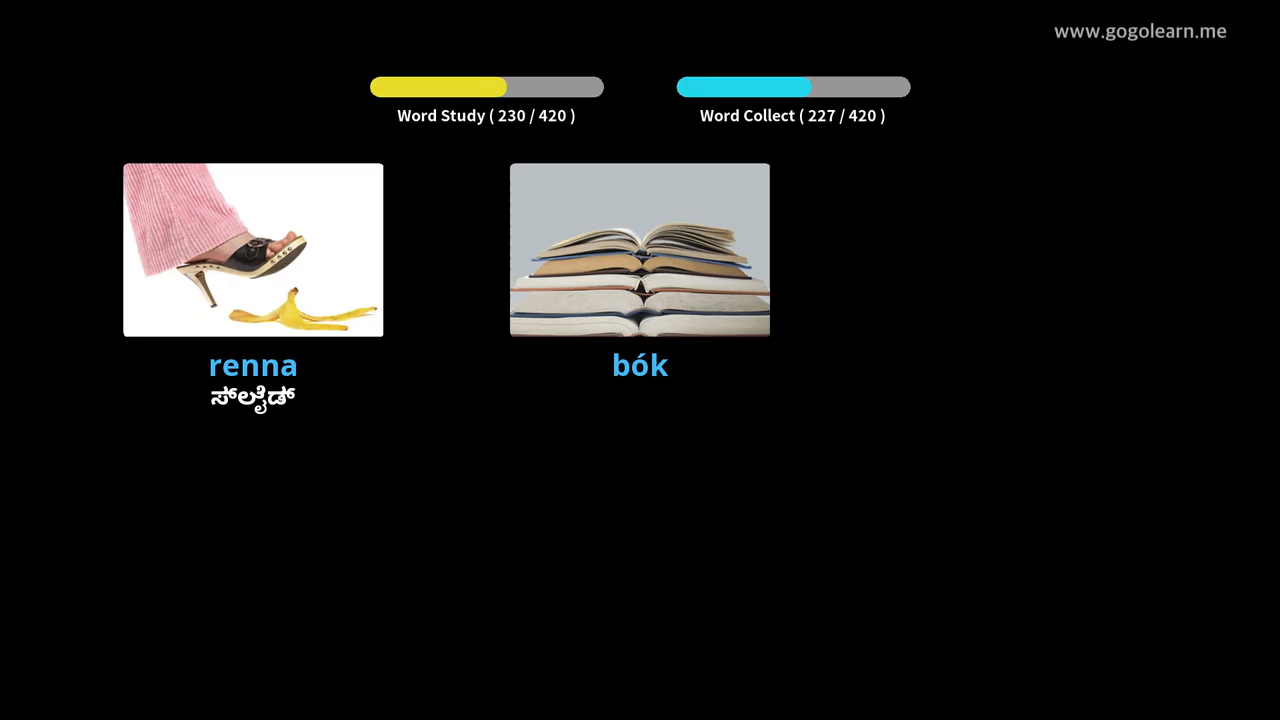 www.gogolearn.me
Word Study ( 230 / 420 )
Word Collect ( 227 / 420 )
renna
ಸ್ಲೈಡ್
bók